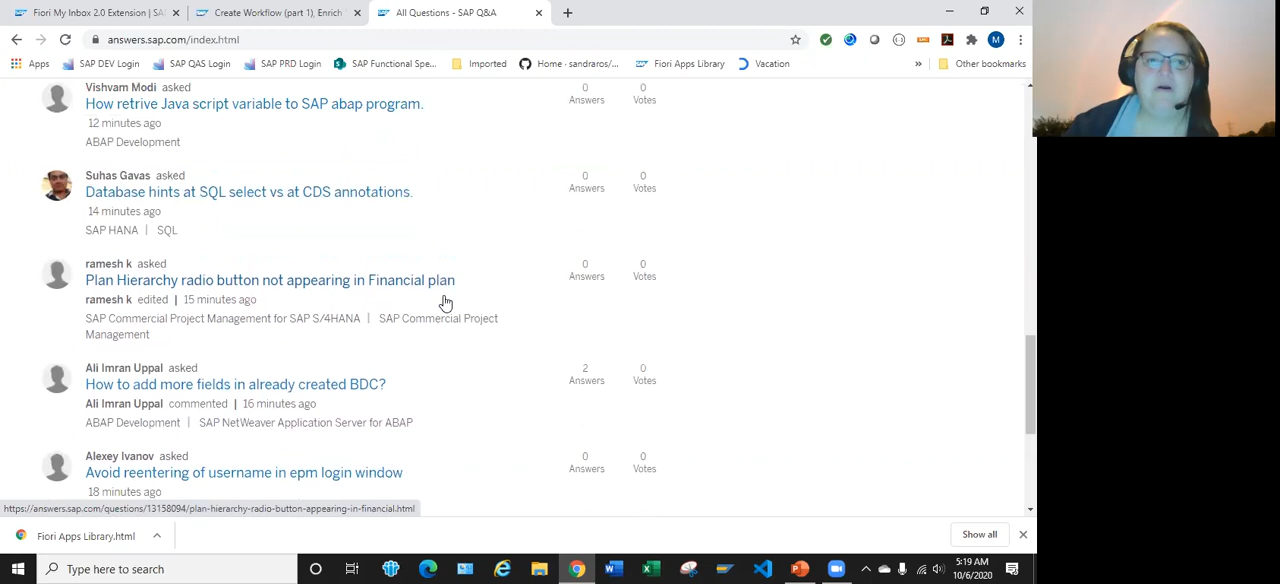 Fiori My Inbox 2.0 Extension | SA
Create Workflow (part 1), Enrich
All Questions - SAP Q&A
answers.sap.com/index.html
M
Apps
SAP DEV Login
SAP QAS Login
SAP PRD Login
SAP Functional Spe...
Imported
Home - sandraros/...
Fiori Apps Library
Vacation
»
Other bookmarks
Vishvam Modi asked
How retrive Java script variable to SAP abap program.
12 minutes ago
ABAP Development
0
Answers
0
Votes
Suhas Gavas asked
Database hints at SQL select vs at CDS annotations.
14 minutes ago
SAP HANA | SQL
0
Answers
0
Votes
ramesh k asked
Plan Hierarchy radio button not appearing in Financial plan
ramesh k edited | 15 minutes ago
SAP Commercial Project Management for SAP S/4HANA | SAP Commercial Project
Management
0
Answers
0
Votes
Ali Imran Uppal asked
How to add more fields in already created BDC?
Ali Imran Uppal commented | 16 minutes ago
ABAP Development | SAP NetWeaver Application Server for ABAP
2
Answers
0
Votes
Alexey Ivanov asked
Avoid reentering of username in epm login window
18 minutes ago
0
Answers
0
Votes
https://answers.sap.com/questions/13158094/plan-hierarchy-radio-button-appearing-in-financial.html
Fiori Apps Library.html
Show all
Type here to search
5:19 AM
10/6/2020